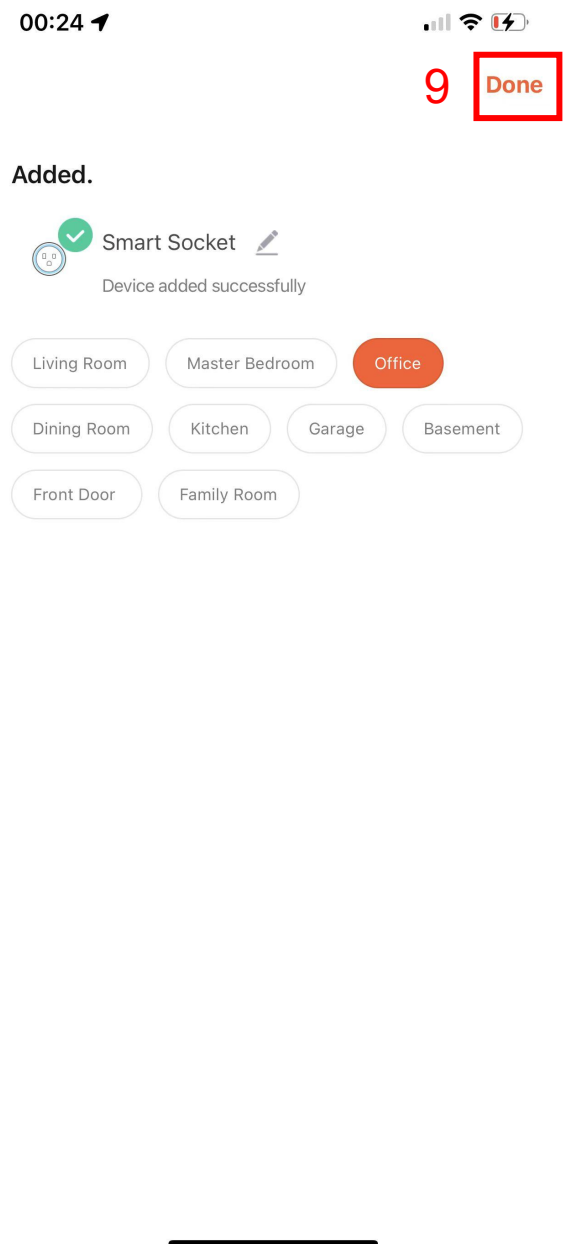 00:24
9 Done
Added.
Smart Socket
Device added successfully
Living Room Master Bedroom Office
Dining Room Kitchen Garage Basement
Front Door Family Room